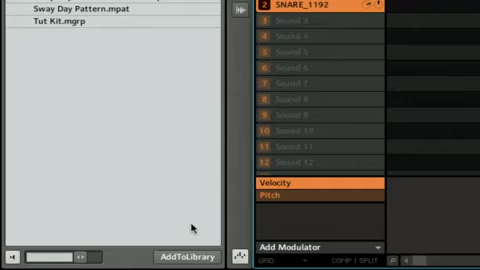 Sway Day Pattern.mpat
Tut Kit.mgrp
AddToLibrary
2 SNARE_1192
3 Sound 3
4 Sound 4
5 Sound 5
6 Sound 6
7 Sound 7
8 Sound 8
9 Sound 9
10 Sound 10
11 Sound 11
12 Sound 12
Velocity
Pitch
Add Modulator
GRID: COMP | SPLIT